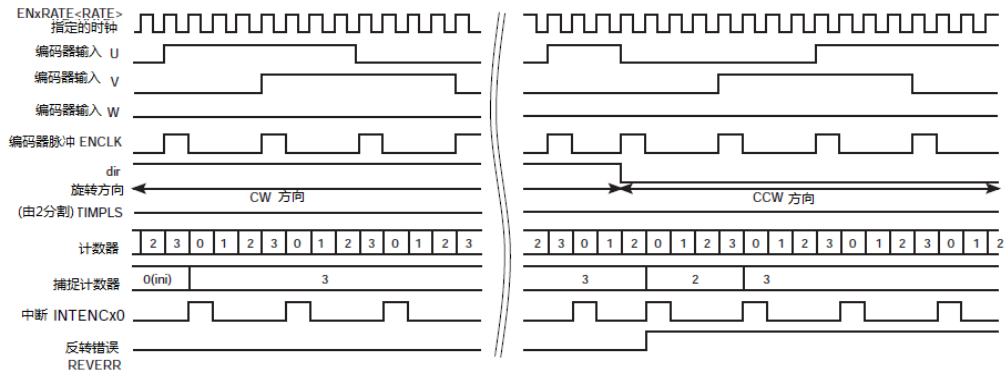 ENxRATE<RATE>
指定的时钟
编码器输入 U
编码器输入 V
编码器输入 W
编码器脉冲 ENCLK
dir
旋转方向
CW 方向
CCW 方向
(由2分割) TIMPLS
计数器
2 3 0 1 2 3 0 1 2 3 0 1 2 3
2 3 0 1 2 0 1 2 3 0 1 2 3 0 1 2 3 0 1 2
捕捉计数器
0(ini) 3
3 2 3
中断 INTENCx0
反转错误
REVERR